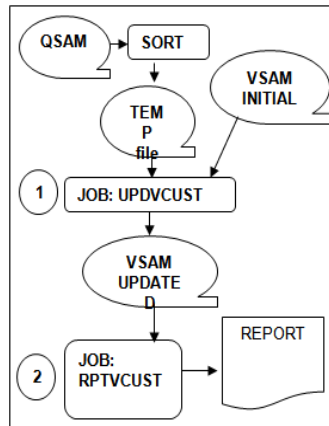 QSAM
SORT
VSAM
INITIAL
TEM
P
file
1
JOB: UPDVCUST
VSAM
UPDATE
D
REPORT
2
JOB:
RPTVCUST